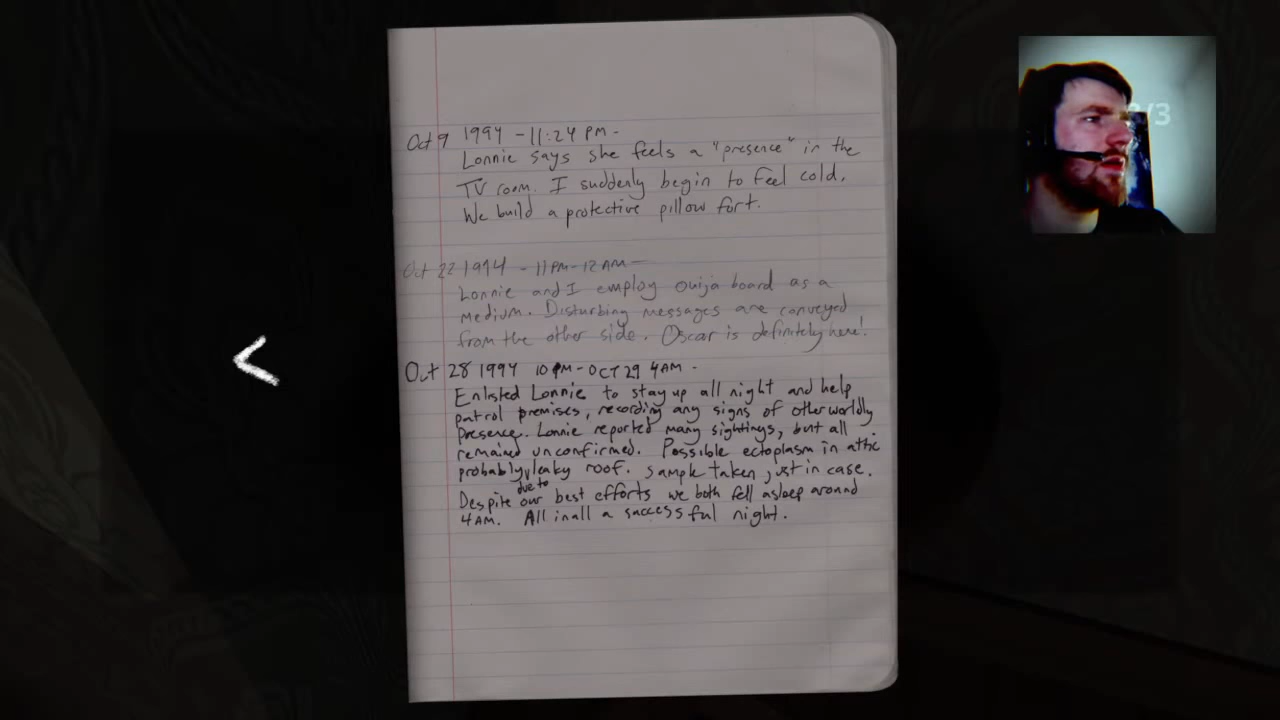 Oct 9 1994 - 11:24 PM -
Lonnie says she feels a "presence" in the
TV room. I suddenly begin to feel cold.
We build a protective pillow fort.
Oct 22 1994 - 11PM - 12AM -
Lonnie and I employ ouija board as a
medium. Disturbing messages are conveyed
from the other side. Oscar is definitely here!
Oct 28 1994 10PM - OCT 29 4AM -
Enlisted Lonnie to stay up all night and help
patrol premises, recording any signs of otherworldly
presence. Lonnie reported many sightings, but all
remained unconfirmed. Possible ectoplasm in attic
probably due to leaky roof. Sample taken just in case.
Despite our best efforts we both fell asleep around
4AM. All in all a successful night.
/3